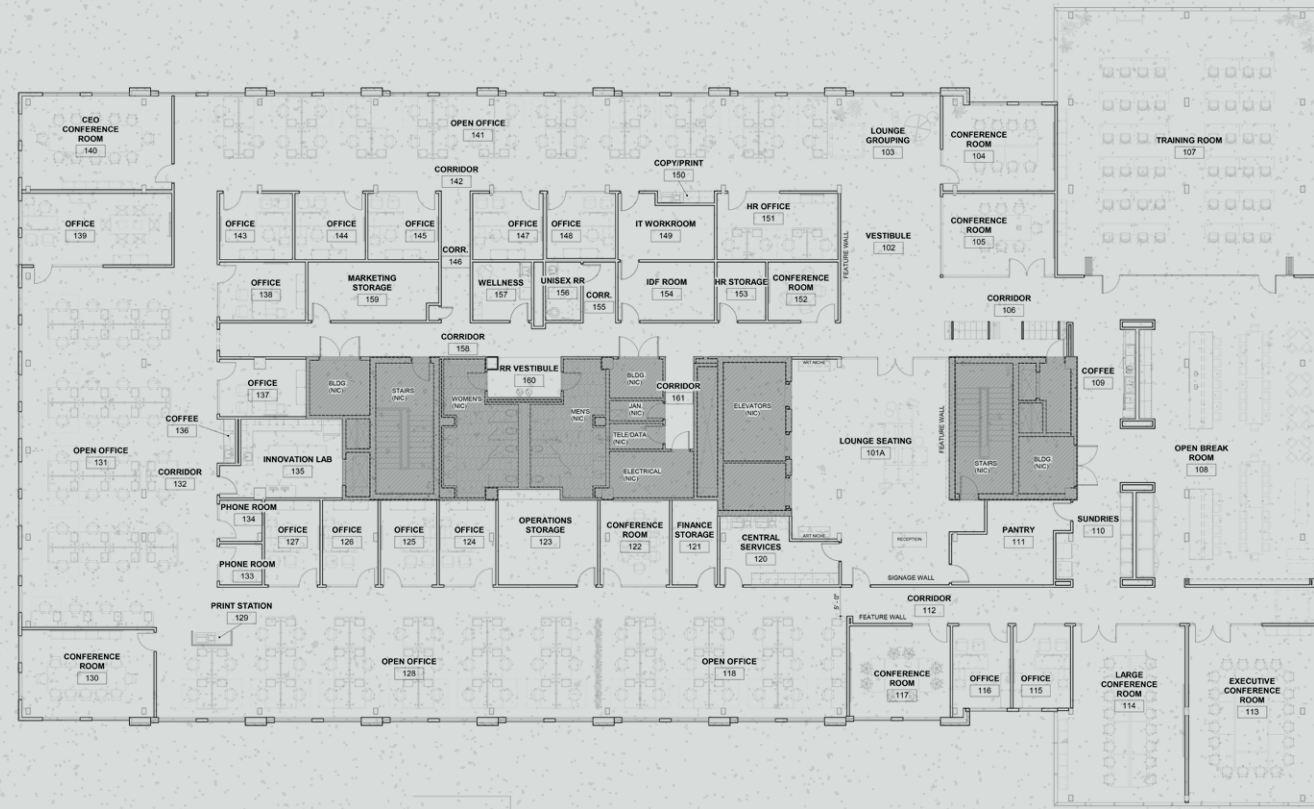 CEO
CONFERENCE
ROOM
140
OPEN OFFICE
141
LOUNGE
GROUPING
103
CONFERENCE
ROOM
104
TRAINING ROOM
107
CORRIDOR
142
COPY/PRINT
150
OFFICE
139
OFFICE
143
OFFICE
144
OFFICE
145
CORR.
146
OFFICE
147
OFFICE
148
IT WORKROOM
149
HR OFFICE
151
FEATURE WALL
VESTIBULE
102
CONFERENCE
ROOM
105
OFFICE
138
MARKETING
STORAGE
159
WELLNESS
157
UNISEX RR
156
CORR.
155
IDF ROOM
154
HR STORAGE
153
CONFERENCE
ROOM
152
CORRIDOR
106
CORRIDOR
158
OFFICE
137
BLDG.
(NIC)
STAIRS
(NIC)
WOMEN'S
(NIC)
RR VESTIBULE
160
MEN'S
(NIC)
BLDG.
(NIC)
JAN.
(NIC)
TELE/DATA
(NIC)
ELECTRICAL
(NIC)
CORRIDOR
161
ELEVATORS
(NIC)
ART NICHE
LOUNGE SEATING
101A
FEATURE WALL
STAIRS
(NIC)
BLDG.
(NIC)
COFFEE
109
OPEN BREAK
ROOM
108
COFFEE
136
OPEN OFFICE
131
CORRIDOR
132
INNOVATION LAB
135
PHONE ROOM
134
PHONE ROOM
133
OFFICE
127
OFFICE
126
OFFICE
125
OFFICE
124
OPERATIONS
STORAGE
123
CONFERENCE
ROOM
122
FINANCE
STORAGE
121
CENTRAL
SERVICES
120
ART NICHE
RECEPTION
SIGNAGE WALL
PANTRY
111
SUNDRIES
110
CORRIDOR
112
FEATURE WALL
5' - 0"
PRINT STATION
129
CONFERENCE
ROOM
130
OPEN OFFICE
128
OPEN OFFICE
118
CONFERENCE
ROOM
117
OFFICE
116
OFFICE
115
LARGE
CONFERENCE
ROOM
114
EXECUTIVE
CONFERENCE
ROOM
113